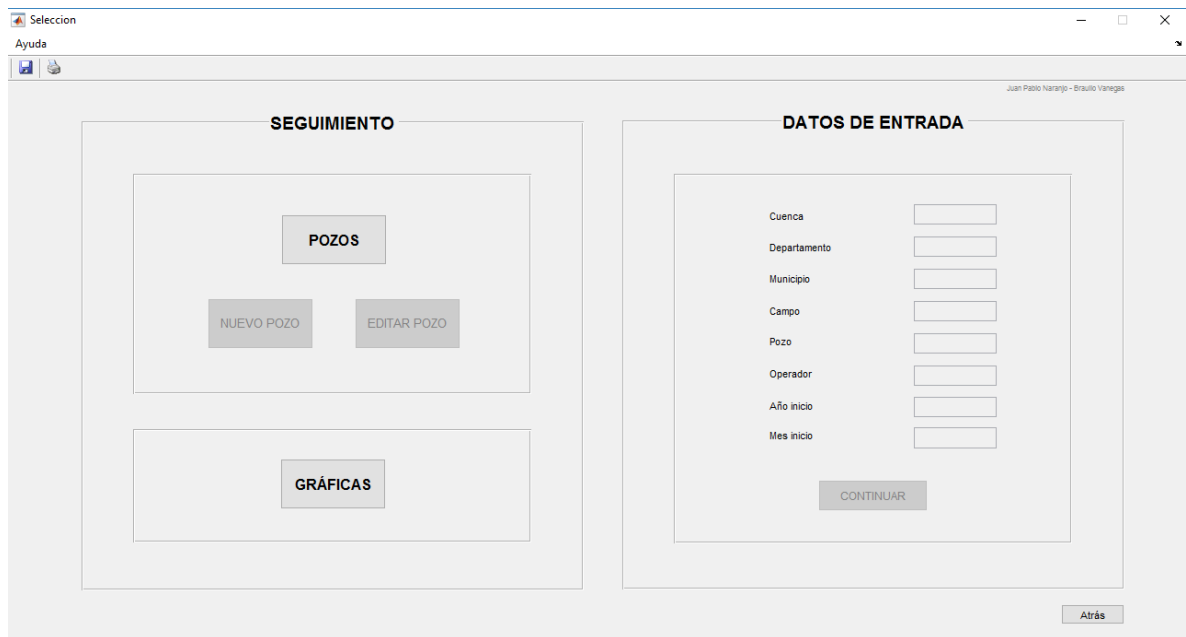 Seleccion
Ayuda
Juan Pablo Naranjo - Braulio Vanegas
SEGUIMIENTO
POZOS
NUEVO POZO
EDITAR POZO
GRÁFICAS
DATOS DE ENTRADA
Cuenca
Departamento
Municipio
Campo
Pozo
Operador
Año inicio
Mes inicio
CONTINUAR
Atrás